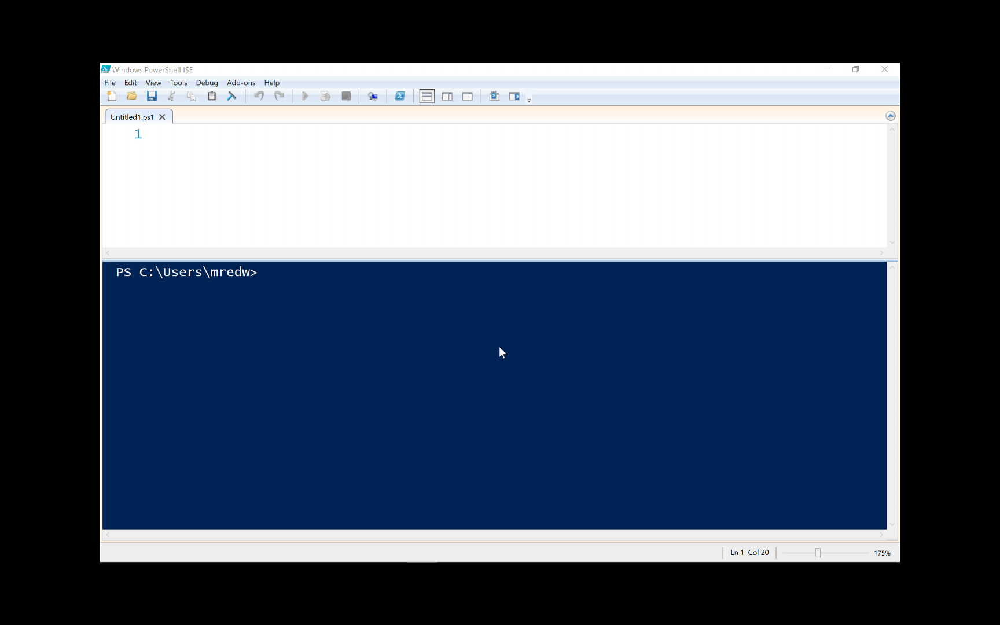 Windows PowerShell ISE
File Edit View Tools Debug Add-ons Help
Untitled1.ps1
1
PS C:\Users\mredw>
Ln 1 Col 20
175%